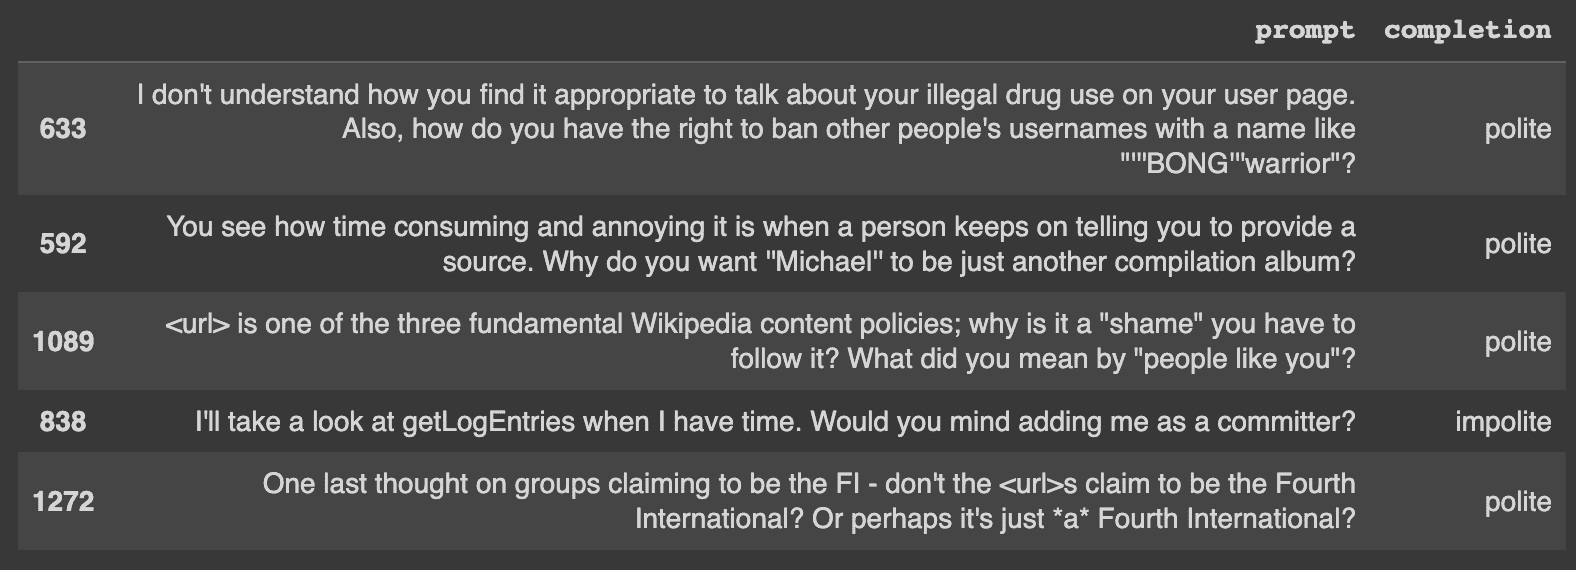 prompt completion
I don't understand how you find it appropriate to talk about your illegal drug use on your user page.
633 Also, how do you have the right to ban other people's usernames with a name like polite
"'"BONG"'warrior"?
You see how time consuming and annoying it is when a person keeps on telling you to provide a
592 source. Why do you want "Michael" to be just another compilation album? polite
<url> is one of the three fundamental Wikipedia content policies; why is it a "shame" you have to
1089 follow it? What did you mean by "people like you"? polite
838 I'll take a look at getLogEntries when I have time. Would you mind adding me as a committer? impolite
One last thought on groups claiming to be the FI - don't the <url>s claim to be the Fourth
1272 International? Or perhaps it's just *a* Fourth International? polite